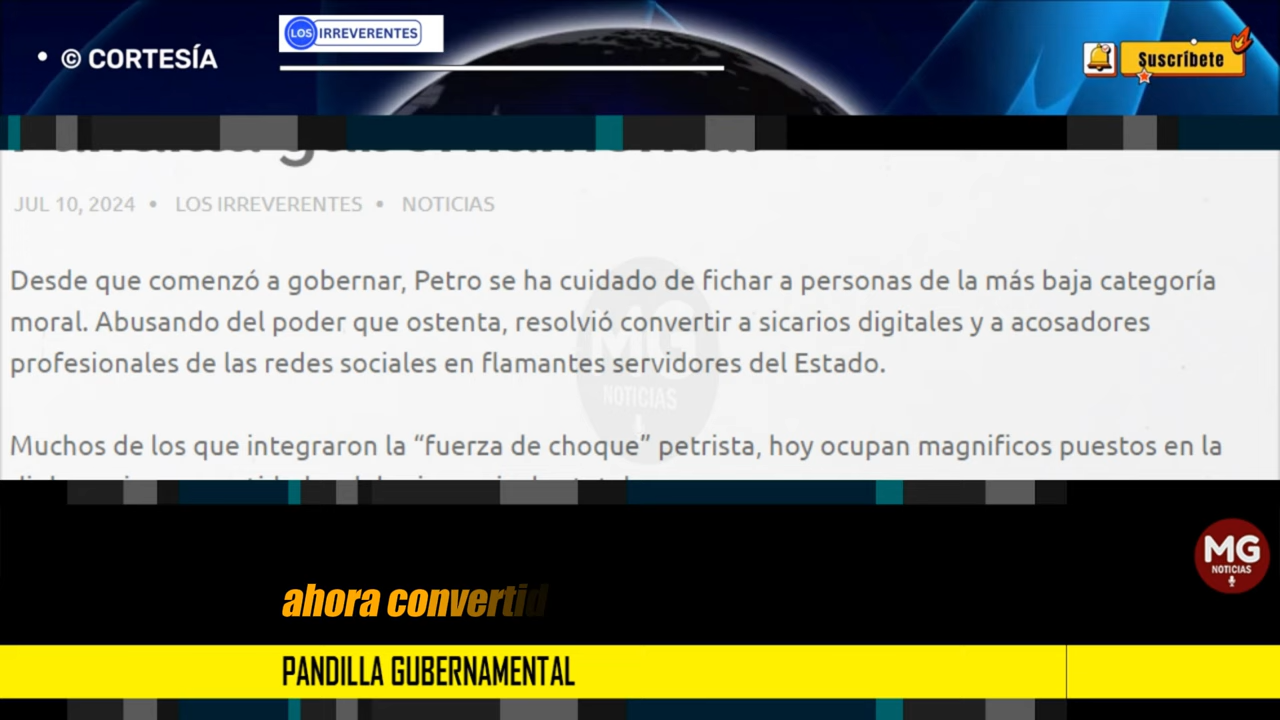 • © CORTESÍA
LOS IRREVERENTES
Suscríbete
JUL 10, 2024 • LOS IRREVERENTES • NOTICIAS
Desde que comenzó a gobernar, Petro se ha cuidado de fichar a personas de la más baja categoría
moral. Abusando del poder que ostenta, resolvió convertir a sicarios digitales y a acosadores
profesionales de las redes sociales en flamantes servidores del Estado.
MG
NOTICIAS
Muchos de los que integraron la “fuerza de choque” petrista, hoy ocupan magnificos puestos en la
MG
NOTICIAS
ahora convertid
PANDILLA GUBERNAMENTAL